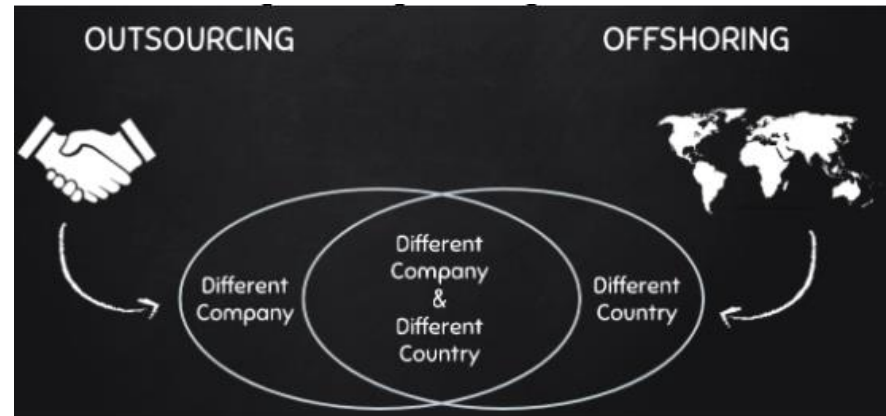 OUTSOURCING
OFFSHORING
Different
Company
Different
Company
&
Different
Country
Different
Country